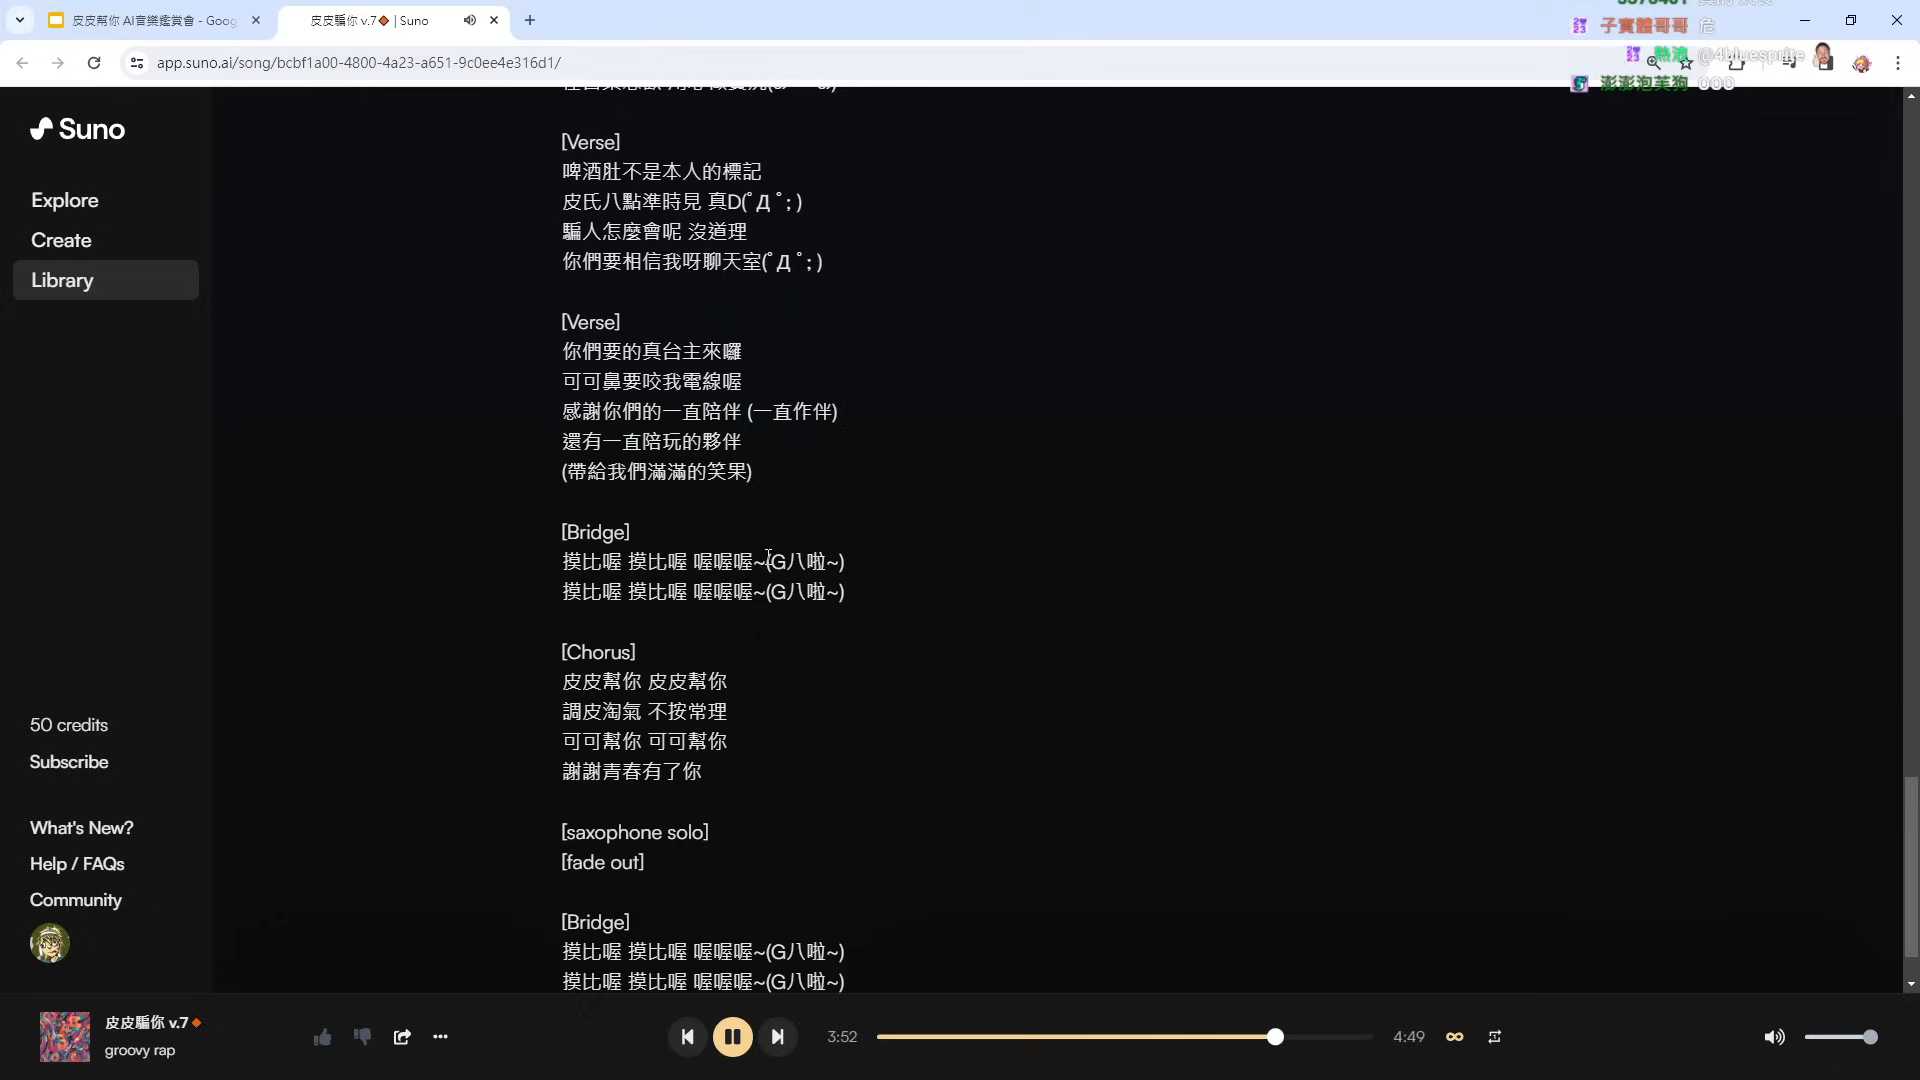 皮皮幫你 AI音樂鑑賞會 - Goog
皮皮騙你 v.7🔸 | Suno
子實體哥哥 危
app.suno.ai/song/bcbf1a00-4800-4a23-a651-9c0ee4e316d1/
熱浪 @4bluesprite
澎澎泡芙狗 OOO
Suno
Explore
Create
Library
50 credits
Subscribe
What's New?
Help / FAQs
Community
[Verse]
啤酒肚不是本人的標記
皮氏八點準時見 真D(ﾟДﾟ;)
騙人怎麼會呢 沒道理
你們要相信我呀聊天室(ﾟДﾟ;)
[Verse]
你們要的真台主來囉
可可鼻要咬我電線喔
感謝你們的一直陪伴 (一直作伴)
還有一直陪玩的夥伴
(帶給我們滿滿的笑果)
[Bridge]
摸比喔 摸比喔 喔喔喔~(G八啦~)
摸比喔 摸比喔 喔喔喔~(G八啦~)
[Chorus]
皮皮幫你 皮皮幫你
調皮淘氣 不按常理
可可幫你 可可幫你
謝謝青春有了你
[saxophone solo]
[fade out]
[Bridge]
摸比喔 摸比喔 喔喔喔~(G八啦~)
摸比喔 摸比喔 喔喔喔~(G八啦~)
皮皮騙你 v.7🔸
groovy rap
3:52
4:49